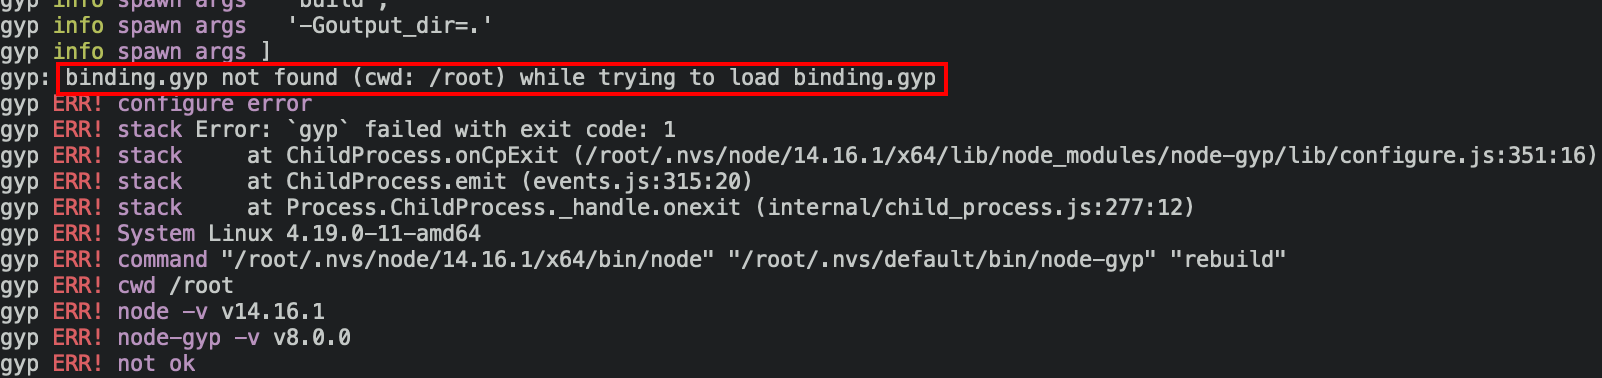 gyp info spawn args   'build',
gyp info spawn args   '-Goutput_dir=.'
gyp info spawn args ]
gyp: binding.gyp not found (cwd: /root) while trying to load binding.gyp
gyp ERR! configure error
gyp ERR! stack Error: `gyp` failed with exit code: 1
gyp ERR! stack     at ChildProcess.onCpExit (/root/.nvs/node/14.16.1/x64/lib/node_modules/node-gyp/lib/configure.js:351:16)
gyp ERR! stack     at ChildProcess.emit (events.js:315:20)
gyp ERR! stack     at Process.ChildProcess._handle.onexit (internal/child_process.js:277:12)
gyp ERR! System Linux 4.19.0-11-amd64
gyp ERR! command "/root/.nvs/node/14.16.1/x64/bin/node" "/root/.nvs/default/bin/node-gyp" "rebuild"
gyp ERR! cwd /root
gyp ERR! node -v v14.16.1
gyp ERR! node-gyp -v v8.0.0
gyp ERR! not ok